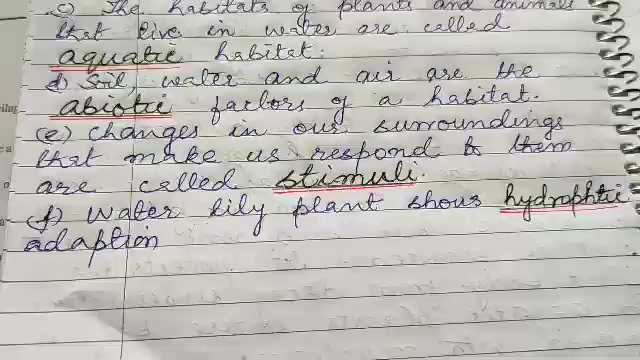 c) The habitats of plants and animals
that live in water are called
aquatic habitat.
d) Soil, water and air are the
abiotic factors of a habitat.
(e) Changes in our surroundings
that make us respond to them
are called stimuli.
(f) Water lily plant shows hydrophtic
adaption